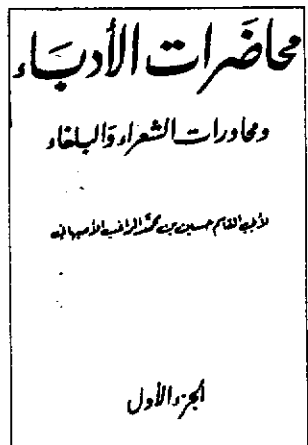 محاضرات الأدباء
ومحاورات الشعراء والبلغاء
لأبي القاسم حسين بن محمد الراغب الأصبهاني
الجزء الأول